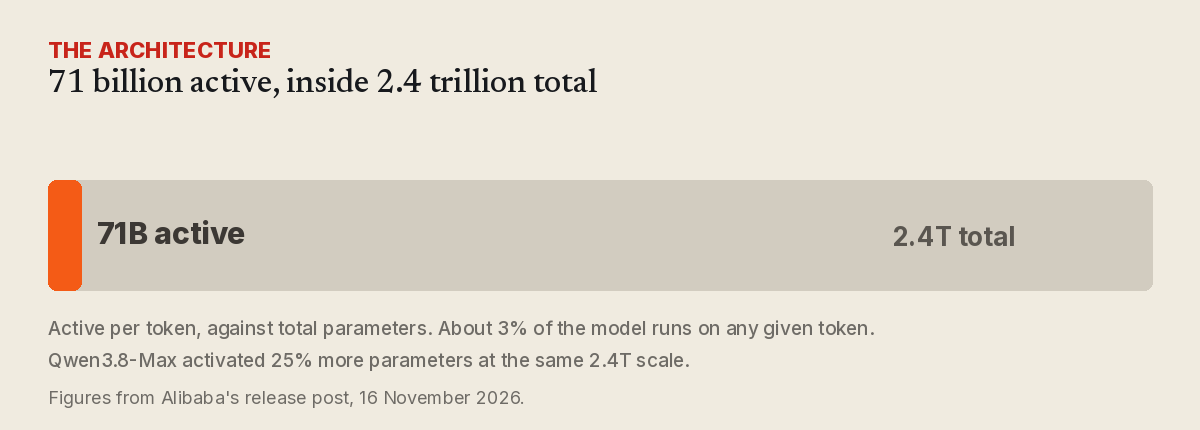 THE ARCHITECTURE
71 billion active, inside 2.4 trillion total
71B active
2.4T total
Active per token, against total parameters. About 3% of the model runs on any given token.
Qwen3.8-Max activated 25% more parameters at the same 2.4T scale.
Figures from Alibaba's release post, 16 November 2026.